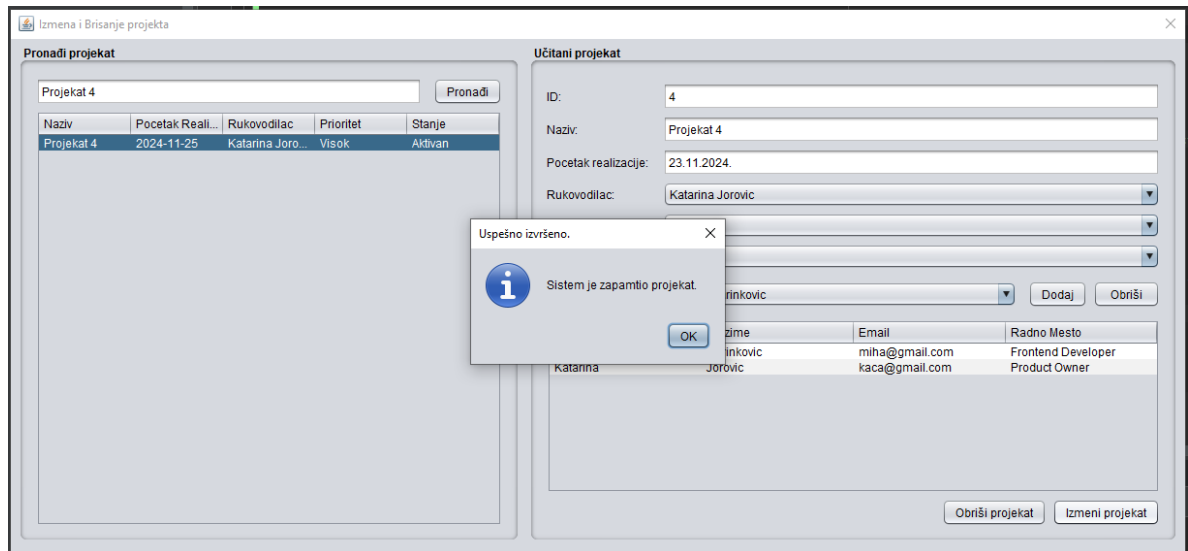 Izmena i Brisanje projekta
Pronađi projekat
Projekat 4
Pronađi
Naziv Pocetak Reali... Rukovodilac Prioritet Stanje
Projekat 4 2024-11-25 Katarina Joro... Visok Aktivan
Učitani projekat
ID: 4
Naziv: Projekat 4
Pocetak realizacije: 23.11.2024.
Rukovodilac: Katarina Jorovic
Uspešno izvršeno.
Sistem je zapamtio projekat.
OK
rinkovic Dodaj Obriši
zime Email Radno Mesto
inkovic miha@gmail.com Frontend Developer
Katarina Jorovic kaca@gmail.com Product Owner
Obriši projekat Izmeni projekat